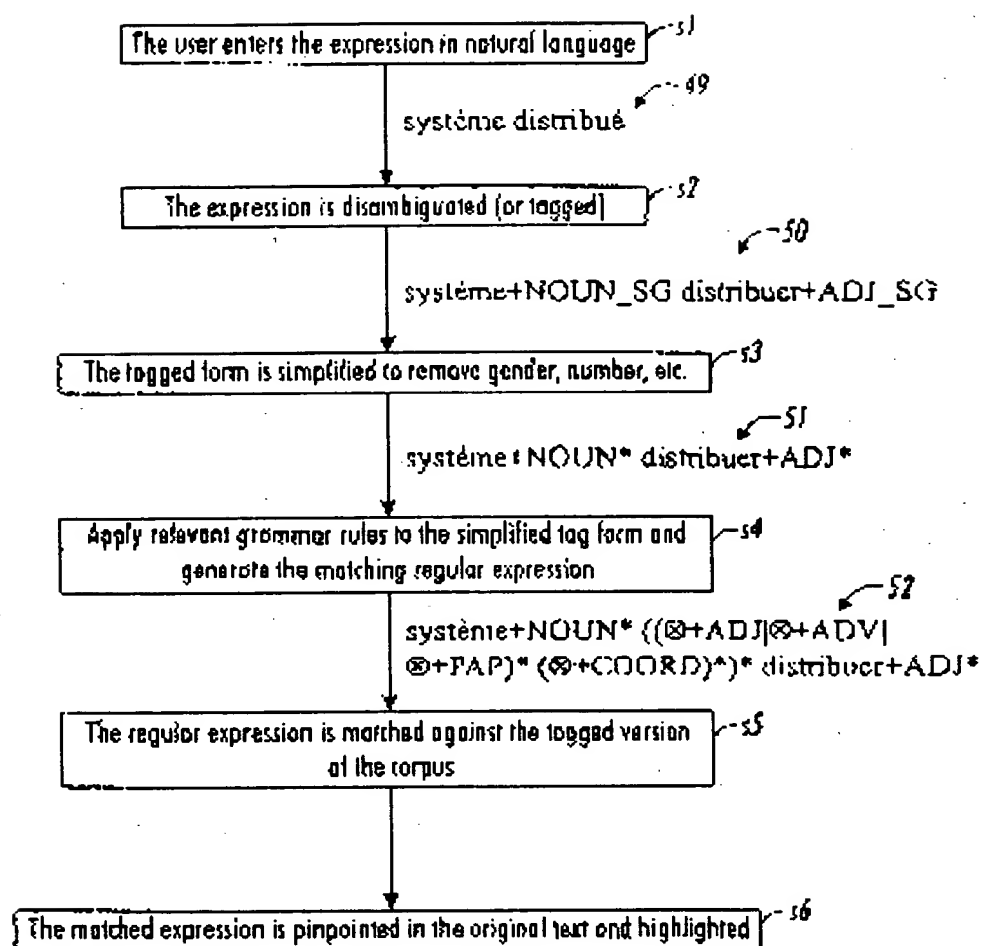 The user enters the expression in natural language
s1
49
système distribué
The expression is disambiguated (or tagged)
s2
50
système+NOUN_SG distribuer+ADJ_SG
The tagged form is simplified to remove gender, number, etc.
s3
51
système+NOUN* distribuer+ADJ*
Apply relevant grammer rules to the simplified tag form and
generate the matching regular expression
s4
52
système+NOUN* ((⊗+ADJ|⊗+ADV|
⊗+PAP)* (⊗+COORD)*)* distribuer+ADJ*
The regular expression is matched against the tagged version
of the corpus
s5
The matched expression is pinpointed in the original text and highlighted
s6